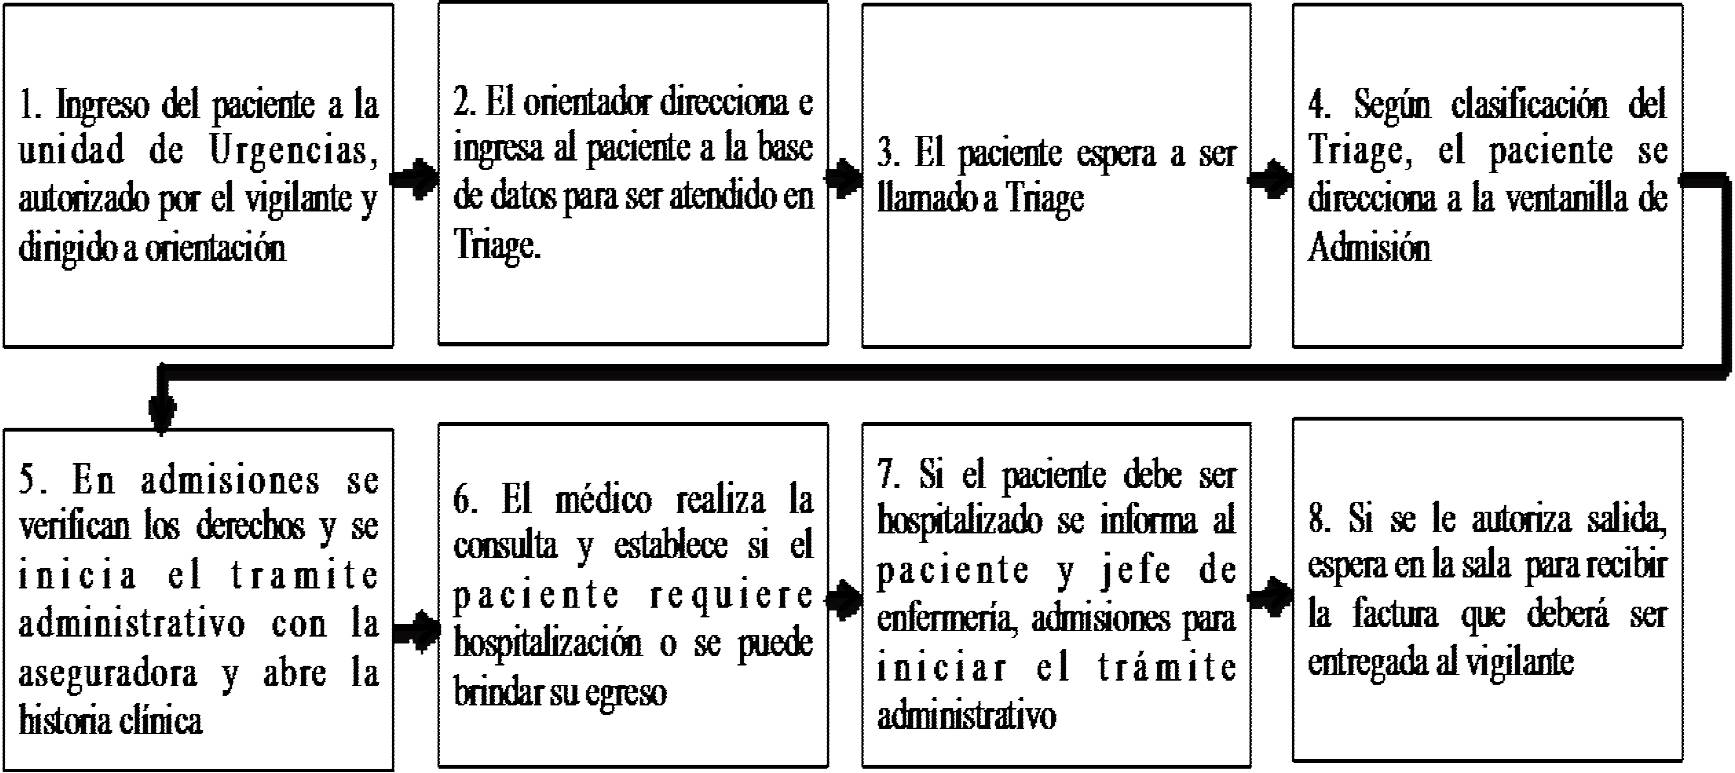 1. Ingreso del paciente a la
unidad de Urgencias,
autorizado por el vigilante y
dirigido a orientación
2. El orientador direcciona e
ingresa al paciente a la base
de datos para ser atendido en
Triage.
3. El paciente espera a ser
llamado a Triage
4. Según clasificación del
Triage, el paciente se
direcciona a la ventanilla de
Admisión
5. En admisiones se
verifican los derechos y se
inicia el tramite
administrativo con la
aseguradora y abre la
historia clínica
6. El médico realiza la
consulta y establece si el
paciente requiere
hospitalización o se puede
brindar su egreso
7. Si el paciente debe ser
hospitalizado se informa al
paciente y jefe de
enfermería, admisiones para
iniciar el trámite
administrativo
8. Si se le autoriza salida,
espera en la sala para recibir
la factura que deberá ser
entregada al vigilante